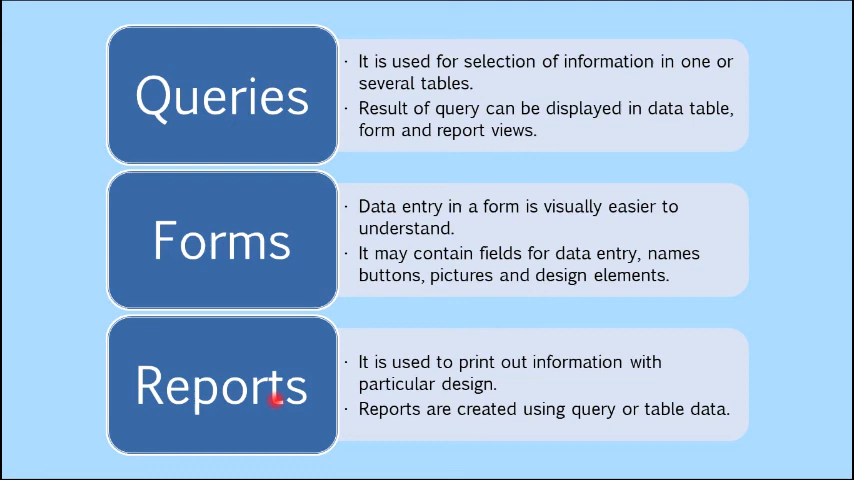 Queries
· It is used for selection of information in one or
several tables.
· Result of query can be displayed in data table,
form and report views.
Forms
· Data entry in a form is visually easier to
understand.
· It may contain fields for data entry, names
buttons, pictures and design elements.
Reports
· It is used to print out information with
particular design.
· Reports are created using query or table data.